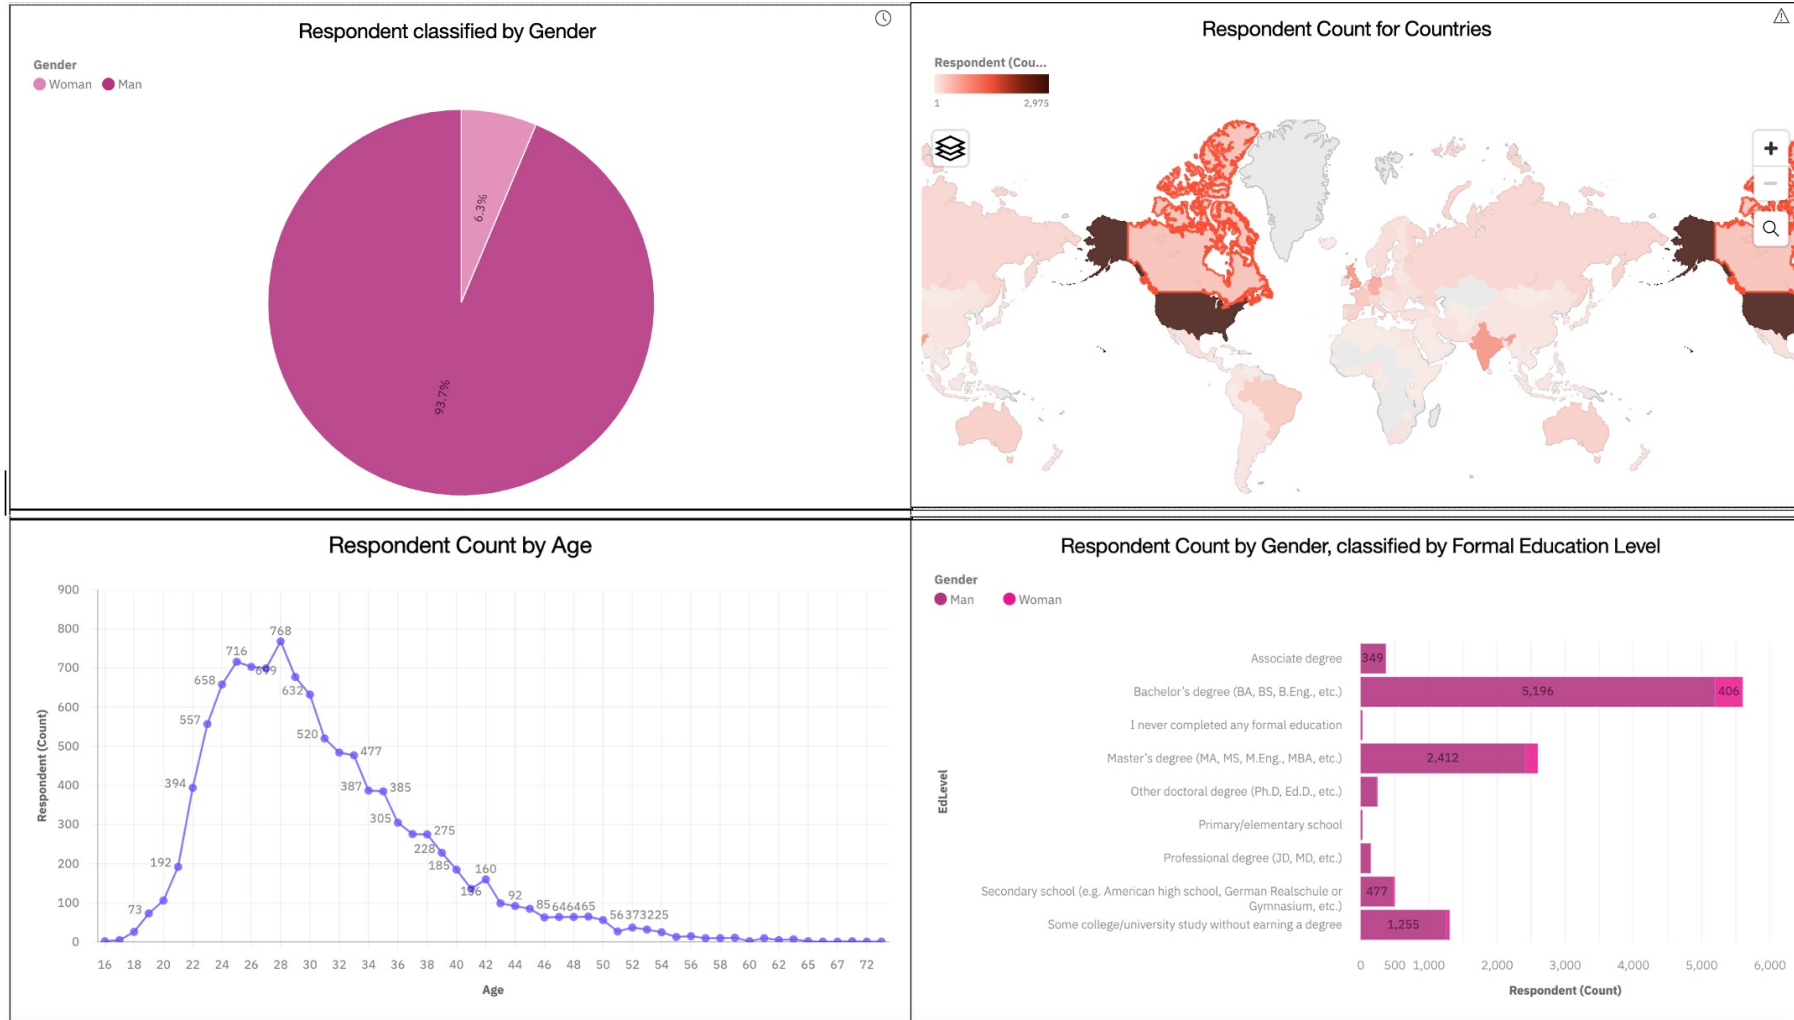 Respondent classified by Gender
Gender
Woman Man
6.3%
93.7%
Respondent Count for Countries
Respondent (Cou...
1 2,975
Respondent Count by Age
Respondent (Count)
900
800
700
600
500
400
300
200
100
0
73
192
394
557
658
716
699
768
632
520
477
387
385
305
275
228
185
136
160
92
85
64
64
65
56
37
32
25
16 18 20 22 24 26 28 30 32 34 36 38 40 42 44 46 48 50 52 54 56 58 60 62 65 67 72
Age
Respondent Count by Gender, classified by Formal Education Level
Gender
Man Woman
EdLevel
Associate degree 349
Bachelor's degree (BA, BS, B.Eng., etc.) 5,196 406
I never completed any formal education
Master's degree (MA, MS, M.Eng., MBA, etc.) 2,412
Other doctoral degree (Ph.D, Ed.D., etc.)
Primary/elementary school
Professional degree (JD, MD, etc.)
Secondary school (e.g. American high school, German Realschule or
Gymnasium, etc.) 477
Some college/university study without earning a degree 1,255
0 500 1,000 2,000 3,000 4,000 5,000 6,000
Respondent (Count)